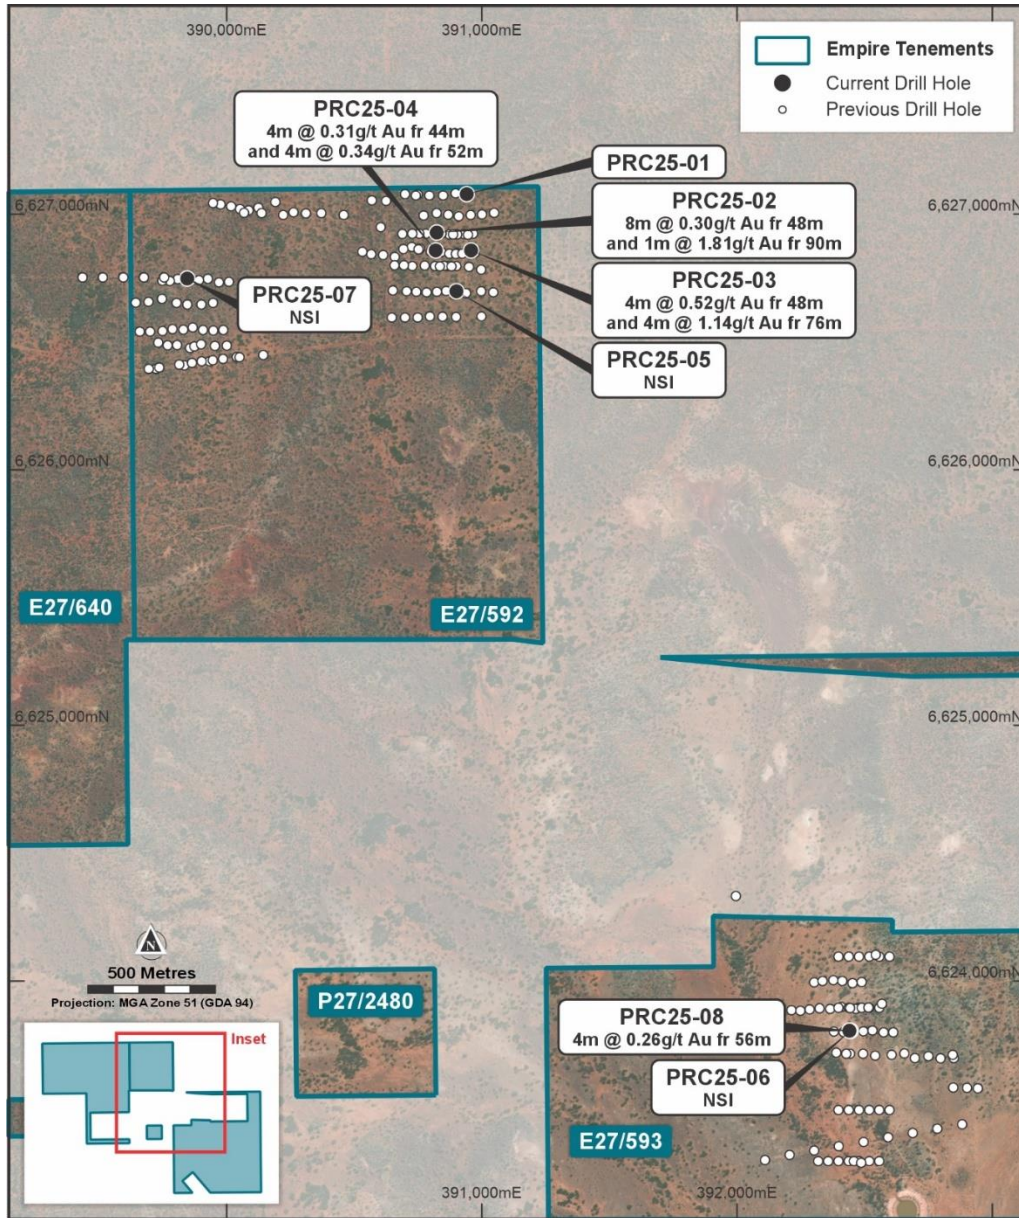 390,000mE
391,000mE
Empire Tenements
Current Drill Hole
Previous Drill Hole
PRC25-04
4m @ 0.31g/t Au fr 44m
and 4m @ 0.34g/t Au fr 52m
PRC25-01
6,627,000mN
6,627,000mN
PRC25-02
8m @ 0.30g/t Au fr 48m
and 1m @ 1.81g/t Au fr 90m
PRC25-03
4m @ 0.52g/t Au fr 48m
and 4m @ 1.14g/t Au fr 76m
PRC25-07
NSI
PRC25-05
NSI
6,626,000mN
6,626,000mN
E27/640
E27/592
6,625,000mN
6,625,000mN
N
500 Metres
Projection: MGA Zone 51 (GDA 94)
P27/2480
6,624,000mN
PRC25-08
4m @ 0.26g/t Au fr 56m
PRC25-06
NSI
E27/593
Inset
391,000mE
392,000mE